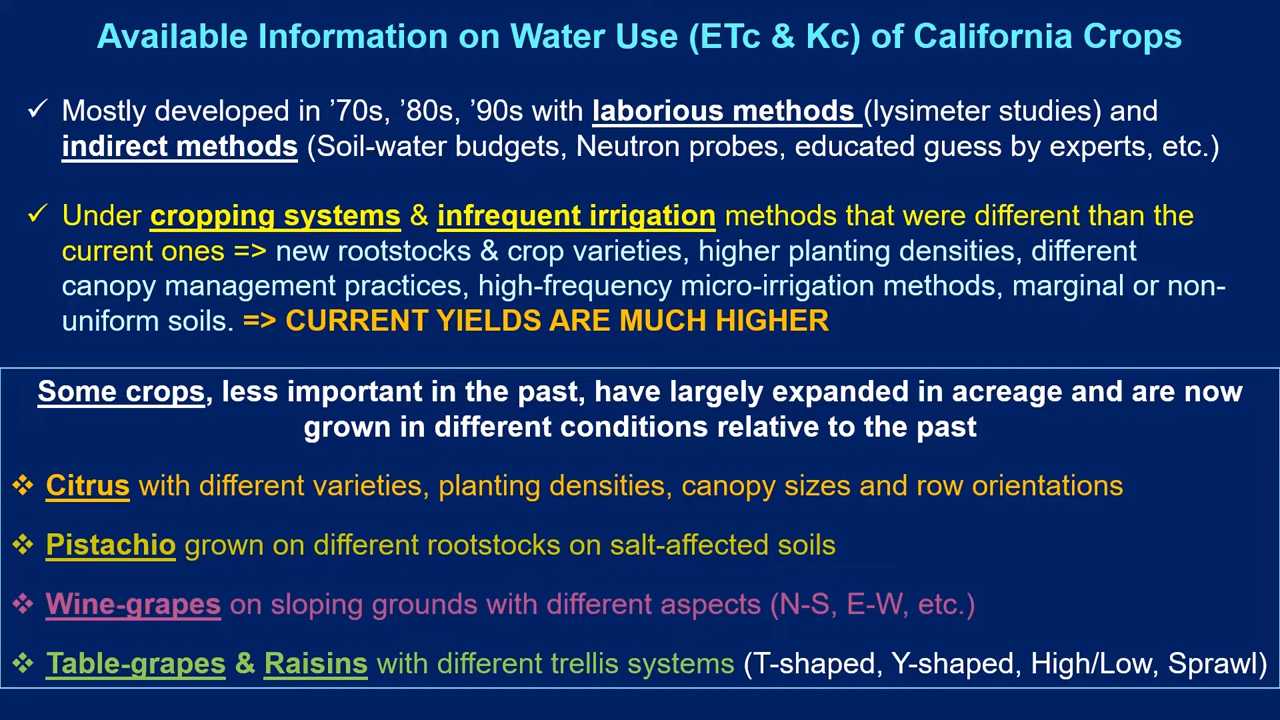 Available Information on Water Use (ETc & Kc) of California Crops
✓ Mostly developed in ’70s, ’80s, ’90s with laborious methods (lysimeter studies) and
indirect methods (Soil-water budgets, Neutron probes, educated guess by experts, etc.)
✓ Under cropping systems & infrequent irrigation methods that were different than the
current ones => new rootstocks & crop varieties, higher planting densities, different
canopy management practices, high-frequency micro-irrigation methods, marginal or non-
uniform soils. => CURRENT YIELDS ARE MUCH HIGHER
Some crops, less important in the past, have largely expanded in acreage and are now
grown in different conditions relative to the past
❖ Citrus with different varieties, planting densities, canopy sizes and row orientations
❖ Pistachio grown on different rootstocks on salt-affected soils
❖ Wine-grapes on sloping grounds with different aspects (N-S, E-W, etc.)
❖ Table-grapes & Raisins with different trellis systems (T-shaped, Y-shaped, High/Low, Sprawl)